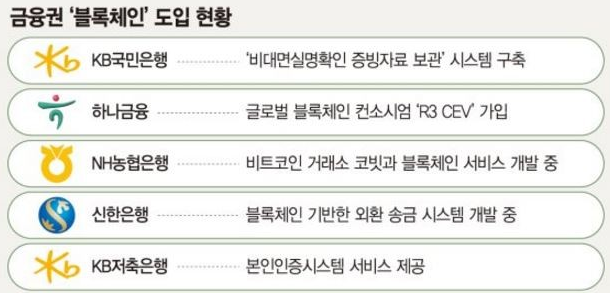 금융권 '블록체인' 도입 현황
KB국민은행 '비대면실명확인 증빙자료 보관' 시스템 구축
하나금융 글로벌 블록체인 컨소시엄 'R3 CEV' 가입
NH농협은행 비트코인 거래소 코빗과 블록체인 서비스 개발 중
신한은행 블록체인 기반한 외환 송금 시스템 개발 중
KB저축은행 본인인증시스템 서비스 제공